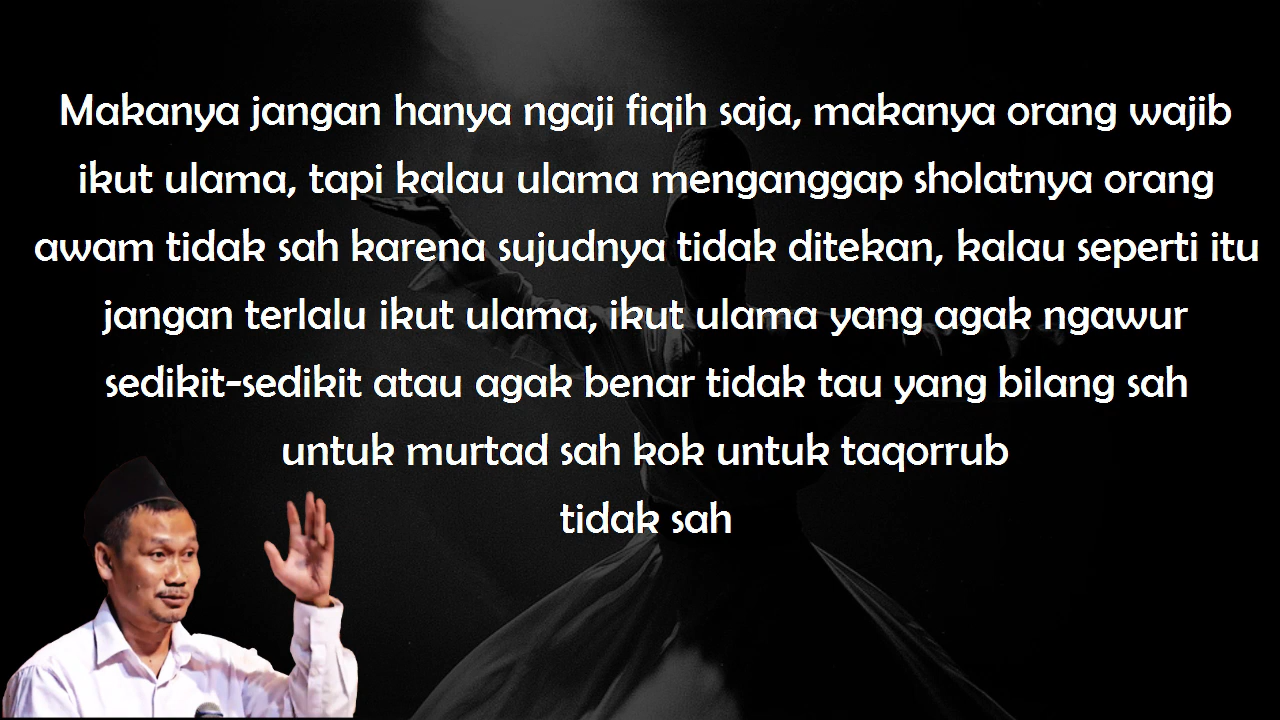 Makanya jangan hanya ngaji fiqih saja, makanya orang wajib
ikut ulama, tapi kalau ulama menganggap sholatnya orang
awam tidak sah karena sujudnya tidak ditekan, kalau seperti itu
jangan terlalu ikut ulama, ikut ulama yang agak ngawur
sedikit-sedikit atau agak benar tidak tau yang bilang sah
untuk murtad sah kok untuk taqorrub
tidak sah